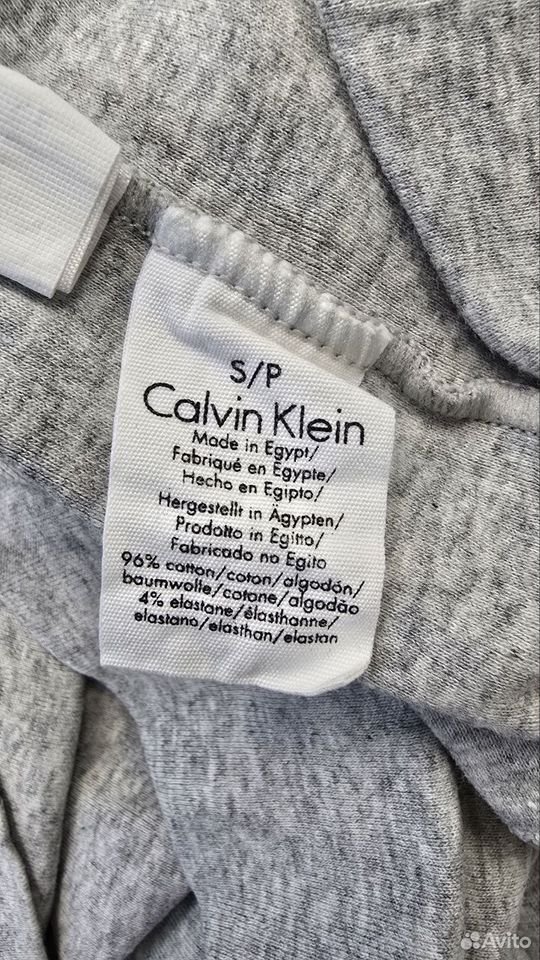 S/P
Calvin Klein
Made in Egypt/
Fabriqué en Egypte/
Hecho en Egipto/
Hergestellt in Ägypten/
Prodotto in Egitto/
Fabricado no Egito
96% cotton/coton/algodón/
baumwolle/cotone/algodão
4% elastane/élasthanne/
elastano/elasthan/elastan
Avito